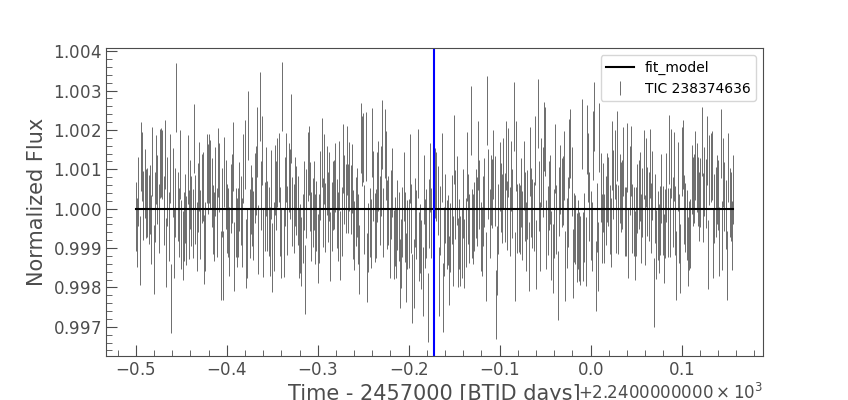 1.004
1.003
1.002
1.001
1.000
0.999
0.998
0.997
Normalized Flux
fit_model
TIC 238374636
−0.5 −0.4 −0.3 −0.2 −0.1 0.0 0.1
Time - 2457000 [BTJD days]
+2.2400000000 × 10³